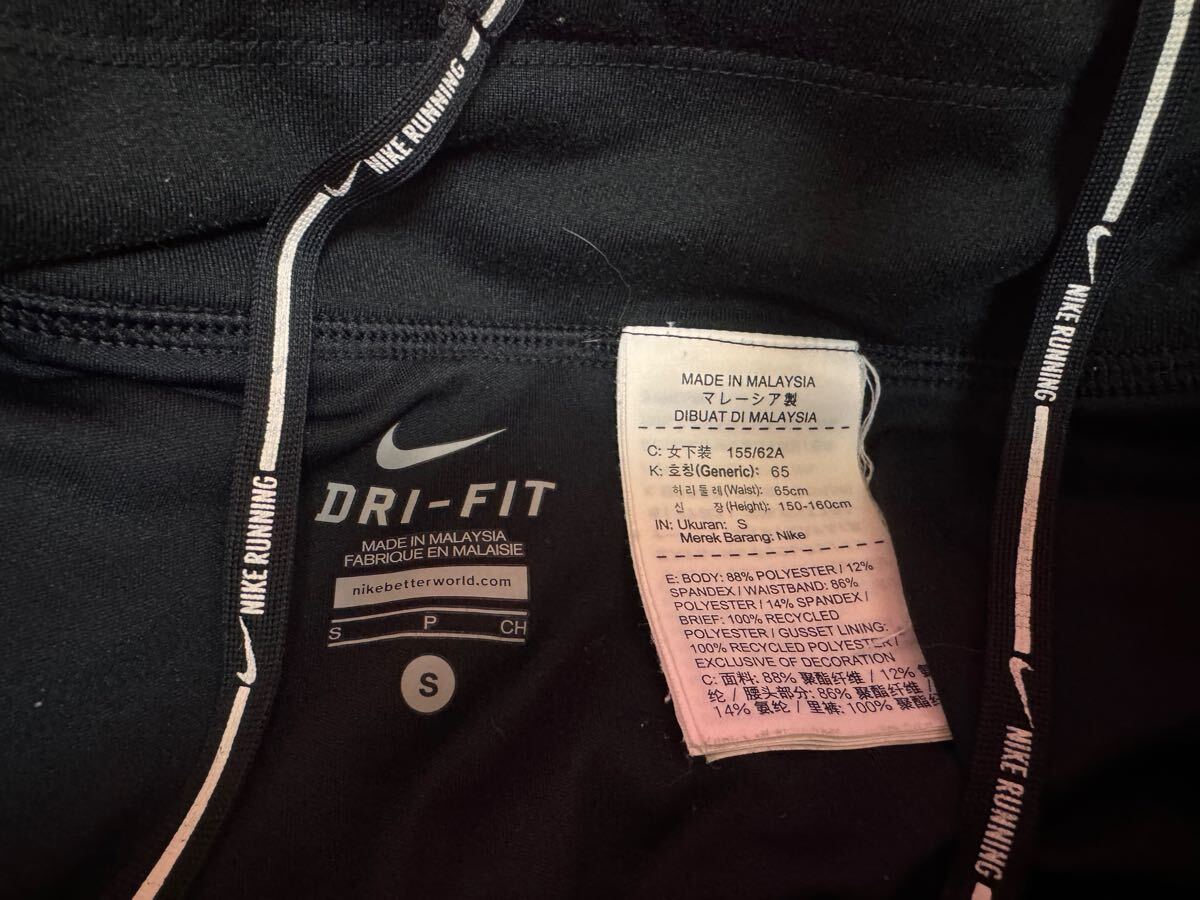 NIKE RUNNING
NIKE RUNNING
DRI-FIT
MADE IN MALAYSIA
FABRIQUE EN MALAISIE
nikebetterworld.com
S P CH
S
MADE IN MALAYSIA
マレーシア製
DIBUAT DI MALAYSIA
C: 女下装 155/62A
K: 호칭(Generic): 65
허리둘레(Waist): 65cm
신 장(Height): 150-160cm
IN: Ukuran: S
Merek Barang: Nike
E: BODY: 88% POLYESTER / 12%
SPANDEX / WAISTBAND: 86%
POLYESTER / 14% SPANDEX /
BRIEF: 100% RECYCLED
POLYESTER / GUSSET LINING:
100% RECYCLED POLYESTER /
EXCLUSIVE OF DECORATION
C: 面料: 88% 聚酯纤维 / 12% 氨
纶 / 腰头部分: 86% 聚酯纤维 /
14% 氨纶 / 里裤: 100% 聚酯
NIKE RUNNING
NIKE RUNNING